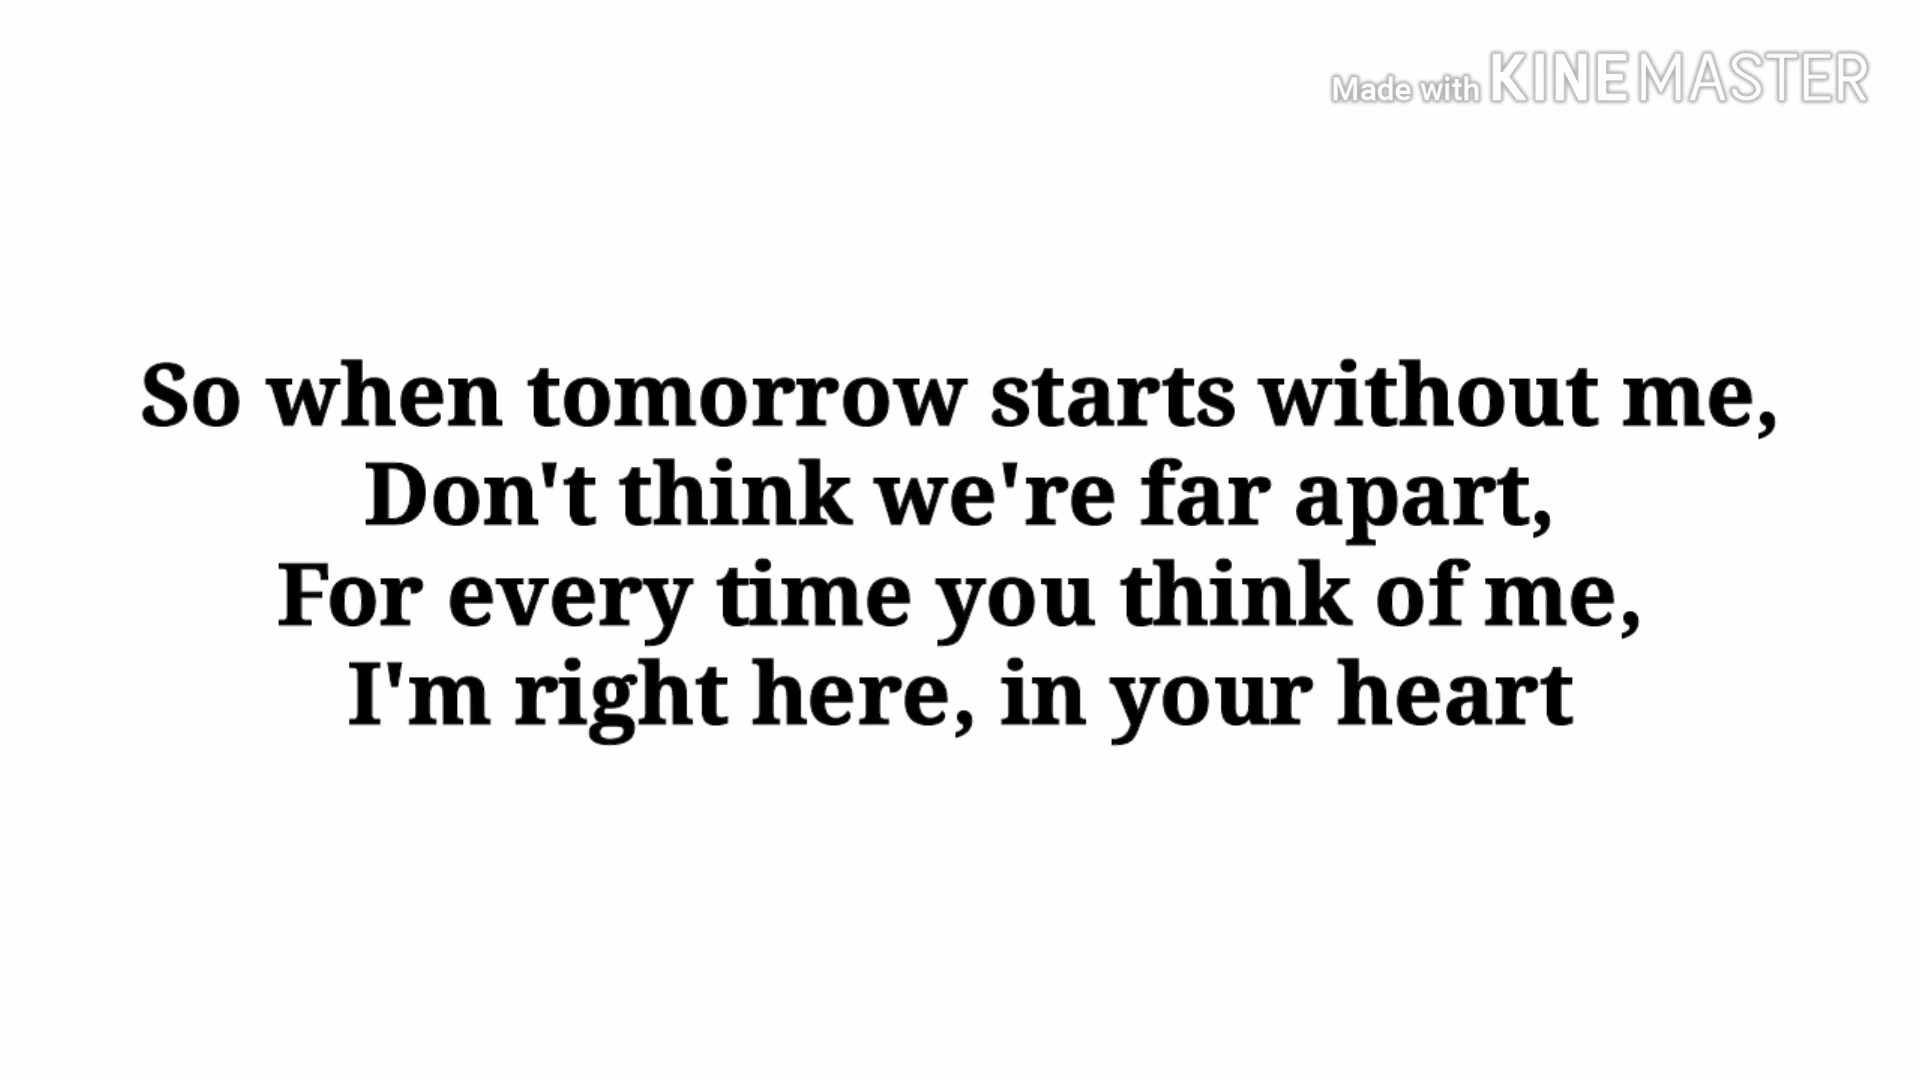 Made with KINEMASTER
So when tomorrow starts without me,
Don't think we're far apart,
For every time you think of me,
I'm right here, in your heart